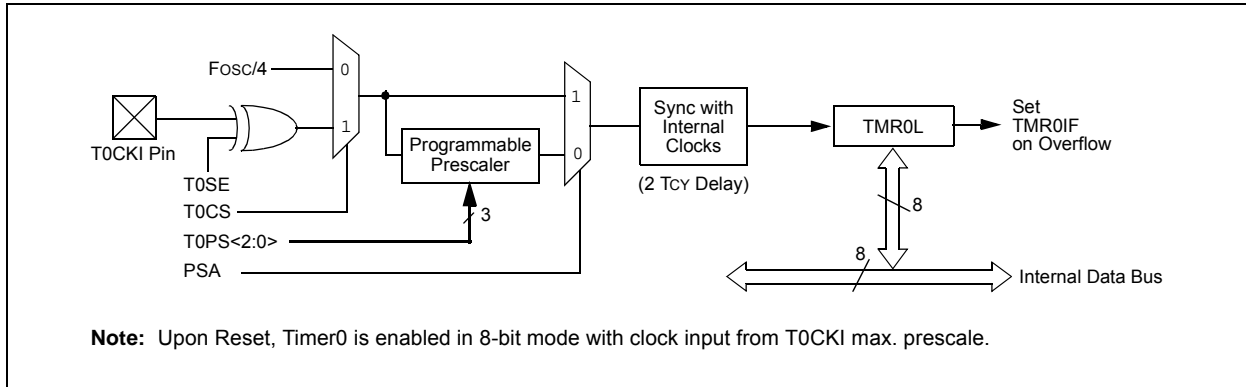 FOSC/4
0
1
T0CKI Pin
T0SE
T0CS
T0PS<2:0>
PSA
Programmable
Prescaler
3
1
0
Sync with
Internal
Clocks
(2 TCY Delay)
TMR0L
Set
TMR0IF
on Overflow
8
8
Internal Data Bus
Note: Upon Reset, Timer0 is enabled in 8-bit mode with clock input from T0CKI max. prescale.